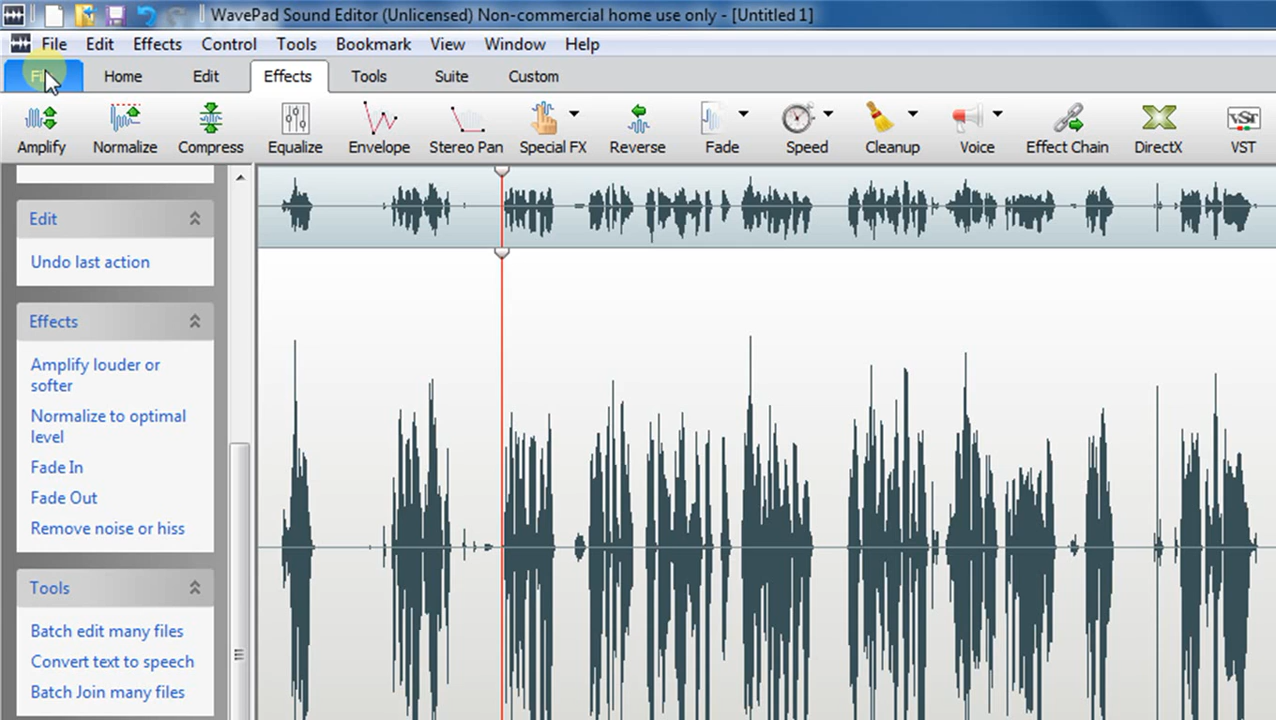 WavePad Sound Editor (Unlicensed) Non-commercial home use only - [Untitled 1]
File Edit Effects Control Tools Bookmark View Window Help
File Home Edit Effects Tools Suite Custom
Amplify Normalize Compress Equalize Envelope Stereo Pan Special FX Reverse Fade Speed Cleanup Voice Effect Chain DirectX VST
Edit
Undo last action
Effects
Amplify louder or
softer
Normalize to optimal
level
Fade In
Fade Out
Remove noise or hiss
Tools
Batch edit many files
Convert text to speech
Batch Join many files